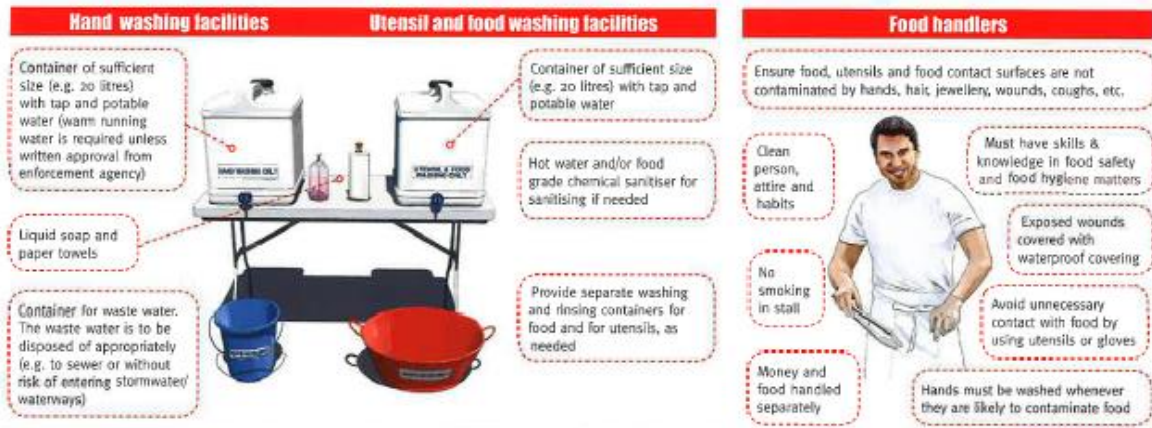 Hand washing facilities
Utensil and food washing facilities
Food handlers
Container of sufficient
size (e.g. 20 litres)
with tap and potable
water (warm running
water is required unless
written approval from
enforcement agency)
Liquid soap and
paper towels
Container for waste water.
The waste water is to be
disposed of appropriately
(e.g. to sewer or without
risk of entering stormwater/
waterways)
HAND WASHING ONLY
UTENSIL & FOOD
WASHING ONLY
Container of sufficient size
(e.g. 20 litres) with tap and
potable water
Hot water and/or food
grade chemical sanitiser for
sanitising if needed
Provide separate washing
and rinsing containers for
food and for utensils, as
needed
Ensure food, utensils and food contact surfaces are not
contaminated by hands, hair, jewellery, wounds, coughs, etc.
Clean
person,
attire and
habits
No
smoking
in stall
Money and
food handled
separately
Must have skills &
knowledge in food safety
and food hygiene matters
Exposed wounds
covered with
waterproof covering
Avoid unnecessary
contact with food by
using utensils or gloves
Hands must be washed whenever
they are likely to contaminate food